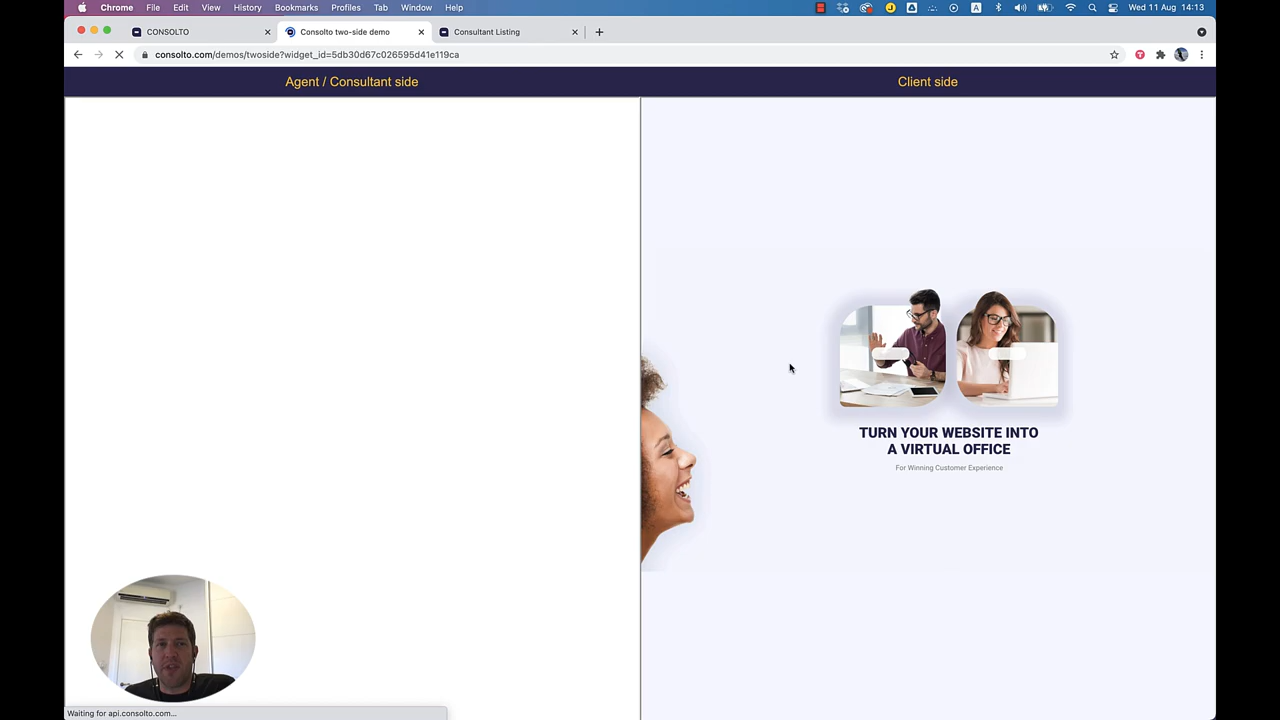 Chrome File Edit View History Bookmarks Profiles Tab Window Help Wed 11 Aug 14:13
CONSOLTO Consolto two-side demo Consultant Listing
consolto.com/demos/twoside?widget_id=5db30d67c026595d41e119ca
Agent / Consultant side Client side
TURN YOUR WEBSITE INTO
A VIRTUAL OFFICE
For Winning Customer Experience
Waiting for api.consolto.com...